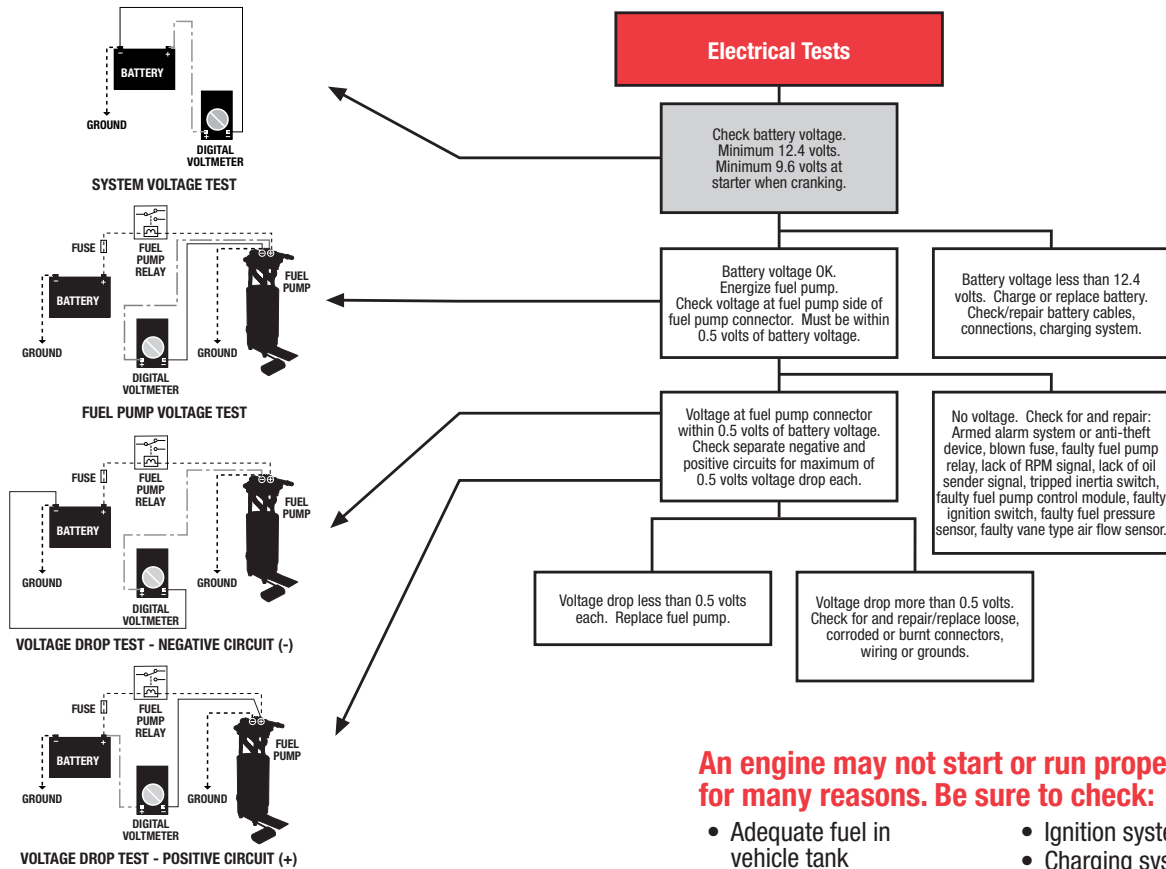 Electrical Tests
Check battery voltage.
Minimum 12.4 volts.
Minimum 9.6 volts at
starter when cranking.
Battery voltage OK.
Energize fuel pump.
Check voltage at fuel pump side of
fuel pump connector. Must be within
0.5 volts of battery voltage.
Battery voltage less than 12.4
volts. Charge or replace battery.
Check/repair battery cables,
connections, charging system.
Voltage at fuel pump connector
within 0.5 volts of battery voltage.
Check separate negative and
positive circuits for maximum of
0.5 volts voltage drop each.
No voltage. Check for and repair:
Armed alarm system or anti-theft
device, blown fuse, faulty fuel pump
relay, lack of RPM signal, lack of oil
sender signal, tripped inertia switch,
faulty fuel pump control module, faulty
ignition switch, faulty fuel pressure
sensor, faulty vane type air flow sensor.
Voltage drop less than 0.5 volts
each. Replace fuel pump.
Voltage drop more than 0.5 volts.
Check for and repair/replace loose,
corroded or burnt connectors,
wiring or grounds.
- +
BATTERY
GROUND
+ -
DIGITAL
VOLTMETER
SYSTEM VOLTAGE TEST
FUSE
FUEL
PUMP
RELAY
- +
FUEL
PUMP
- +
BATTERY
GROUND
+ -
GROUND
DIGITAL
VOLTMETER
FUEL PUMP VOLTAGE TEST
FUSE
FUEL
PUMP
RELAY
- +
FUEL
PUMP
- +
BATTERY
GROUND
+ -
GROUND
DIGITAL
VOLTMETER
VOLTAGE DROP TEST - NEGATIVE CIRCUIT (-)
FUSE
FUEL
PUMP
RELAY
- +
FUEL
PUMP
- +
BATTERY
GROUND
+ -
GROUND
DIGITAL
VOLTMETER
VOLTAGE DROP TEST - POSITIVE CIRCUIT (+)
An engine may not start or run prope
for many reasons. Be sure to check:
• Adequate fuel in
vehicle tank
• Ignition syste
• Charging sys